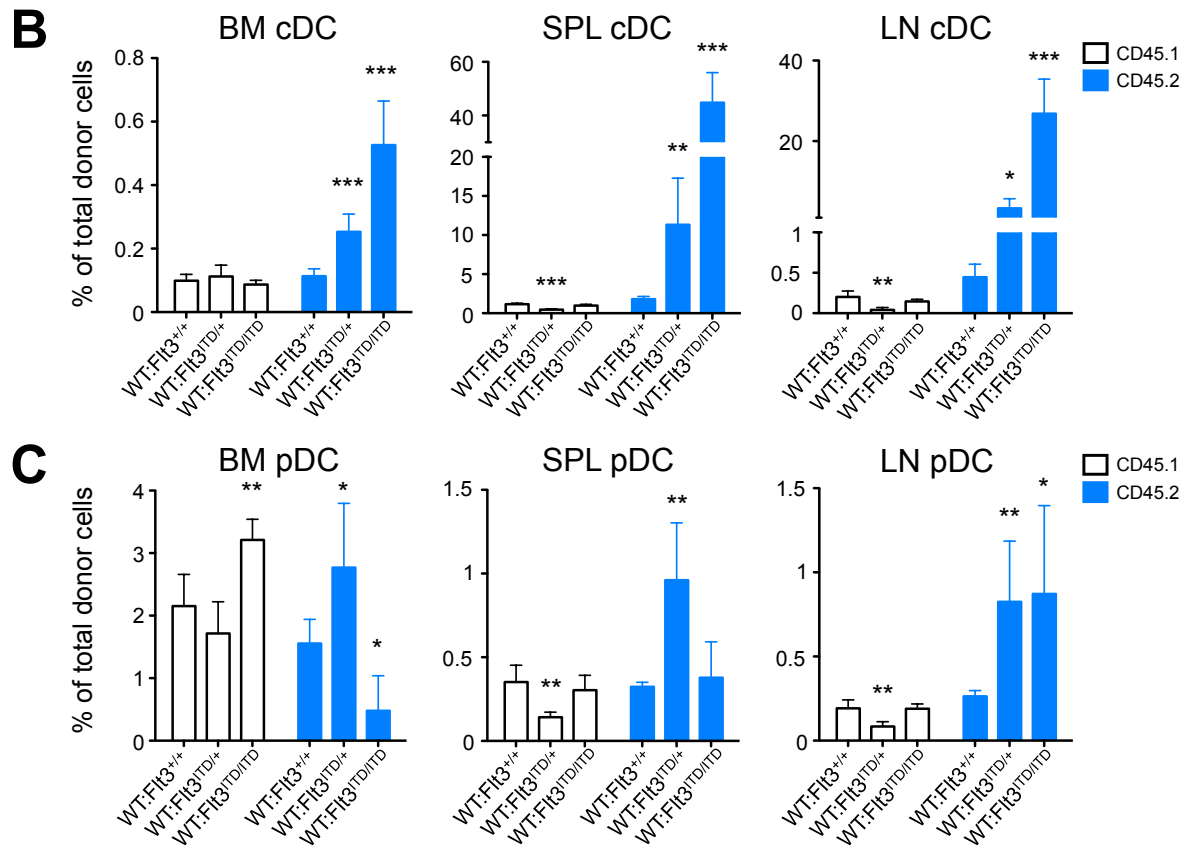 B
BM cDC
SPL cDC
LN cDC
CD45.1
CD45.2
% of total donor cells
0.8
0.6
0.4
0.2
0
***
***
WT:Flt3+/+
WT:Flt3ITD/+
WT:Flt3ITD/ITD
WT:Flt3+/+
WT:Flt3ITD/+
WT:Flt3ITD/ITD
60
40
20
15
10
5
0
***
**
***
WT:Flt3+/+
WT:Flt3ITD/+
WT:Flt3ITD/ITD
WT:Flt3+/+
WT:Flt3ITD/+
WT:Flt3ITD/ITD
40
20
1
0.5
0
**
*
***
WT:Flt3+/+
WT:Flt3ITD/+
WT:Flt3ITD/ITD
WT:Flt3+/+
WT:Flt3ITD/+
WT:Flt3ITD/ITD
C
BM pDC
SPL pDC
LN pDC
CD45.1
CD45.2
% of total donor cells
4
3
2
1
0
**
*
*
WT:Flt3+/+
WT:Flt3ITD/+
WT:Flt3ITD/ITD
WT:Flt3+/+
WT:Flt3ITD/+
WT:Flt3ITD/ITD
1.5
1
0.5
0
**
**
WT:Flt3+/+
WT:Flt3ITD/+
WT:Flt3ITD/ITD
WT:Flt3+/+
WT:Flt3ITD/+
WT:Flt3ITD/ITD
1.5
1
0.5
0
**
**
*
WT:Flt3+/+
WT:Flt3ITD/+
WT:Flt3ITD/ITD
WT:Flt3+/+
WT:Flt3ITD/+
WT:Flt3ITD/ITD